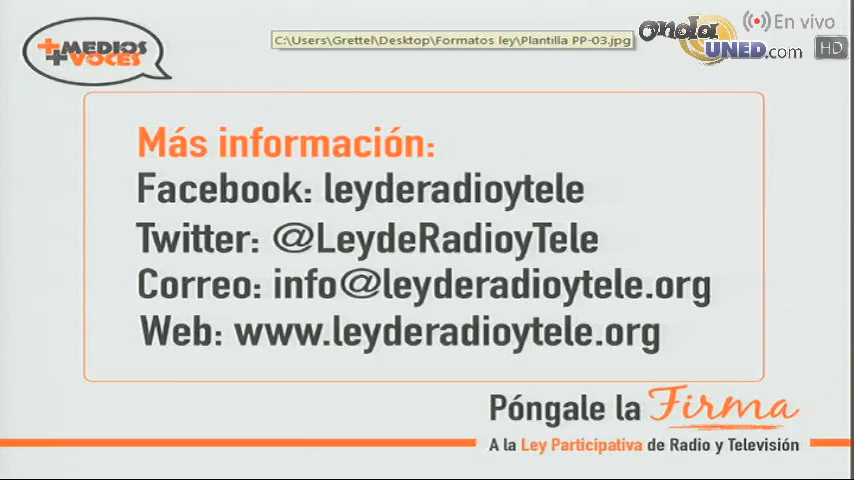 +MEDIOS
+VOCES
C:\Users\Grettel\Desktop\Formatos ley\Plantilla PP-03.jpg
onda
UNED.com
En vivo
HD
Más información:
Facebook: leyderadioytele
Twitter: @LeydeRadioyTele
Correo: info@leyderadioytele.org
Web: www.leyderadioytele.org
Póngale la Firma
A la Ley Participativa de Radio y Televisión